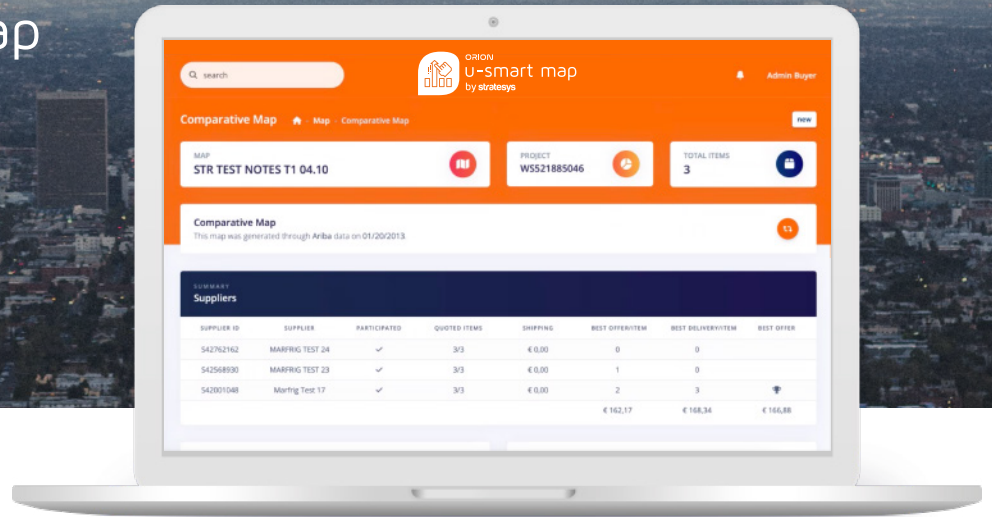 ap
search
ORION
u-smart map
by stratesys
Admin Buyer
Comparative Map
Map
Comparative Map
new
MAP
STR TEST NOTES T1 04.10
PROJECT
WS521885046
TOTAL ITEMS
3
Comparative Map
This map was generated through Ariba data on 01/20/2013.
SUMMARY
Suppliers
SUPPLIER ID SUPPLIER PARTICIPATED QUOTED ITEMS SHIPPING BEST OFFER/ITEM BEST DELIVERY/ITEM BEST OFFER
S42762162 MARFRIG TEST 24 ✓ 3/3 € 0,00 0 0
S42568930 MARFRIG TEST 23 ✓ 3/3 € 0,00 1 0
S42001048 Marfrig Test 17 ✓ 3/3 € 0,00 2 3
€ 162,17 € 168,34 € 166,88